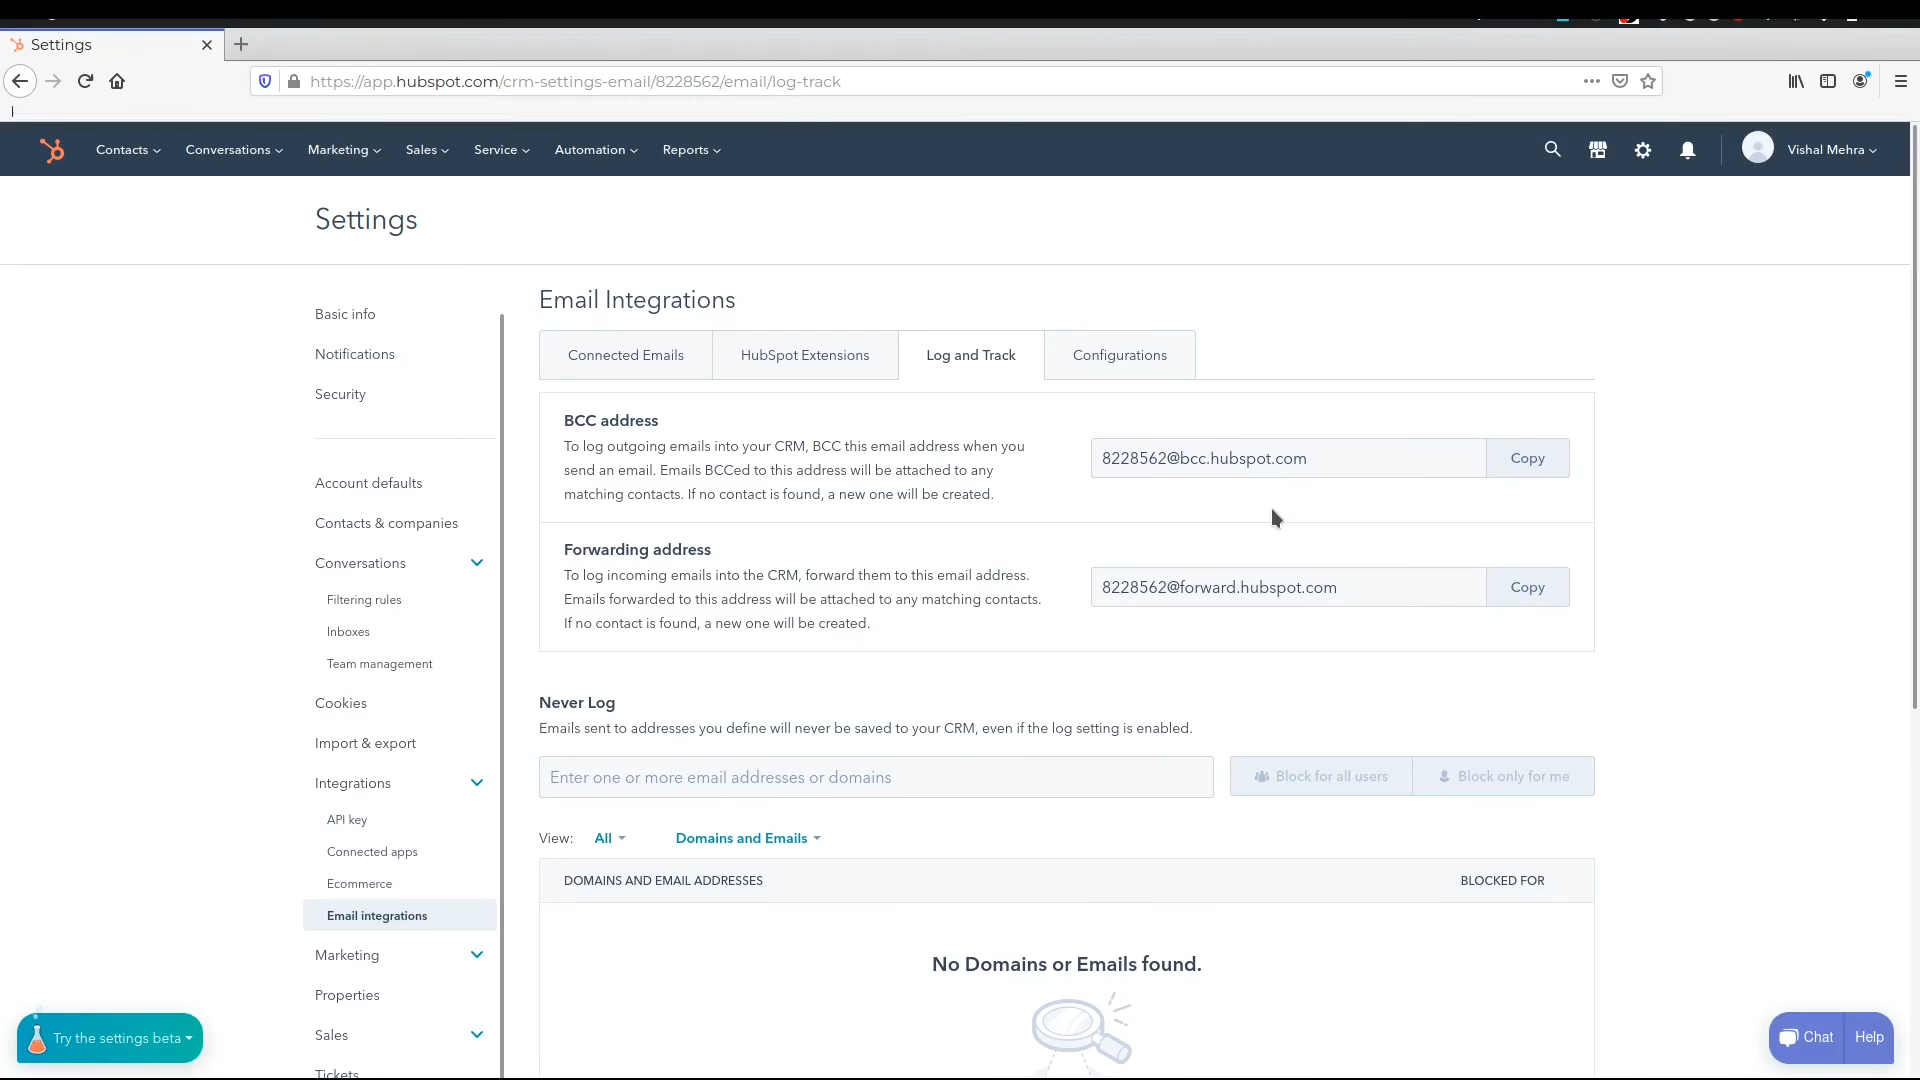 Settings
https://app.hubspot.com/crm-settings-email/8228562/email/log-track
Contacts Conversations Marketing Sales Service Automation Reports Vishal Mehra
Settings
Basic info
Notifications
Security
Account defaults
Contacts & companies
Conversations
Filtering rules
Inboxes
Team management
Cookies
Import & export
Integrations
API key
Connected apps
Ecommerce
Email integrations
Marketing
Properties
Sales
Tickets
Email Integrations
Connected Emails HubSpot Extensions Log and Track Configurations
BCC address
To log outgoing emails into your CRM, BCC this email address when you
send an email. Emails BCCed to this address will be attached to any
matching contacts. If no contact is found, a new one will be created.
8228562@bcc.hubspot.com Copy
Forwarding address
To log incoming emails into the CRM, forward them to this email address.
Emails forwarded to this address will be attached to any matching contacts.
If no contact is found, a new one will be created.
8228562@forward.hubspot.com Copy
Never Log
Emails sent to addresses you define will never be saved to your CRM, even if the log setting is enabled.
Enter one or more email addresses or domains Block for all users Block only for me
View: All Domains and Emails
DOMAINS AND EMAIL ADDRESSES BLOCKED FOR
No Domains or Emails found.
Try the settings beta
Chat Help